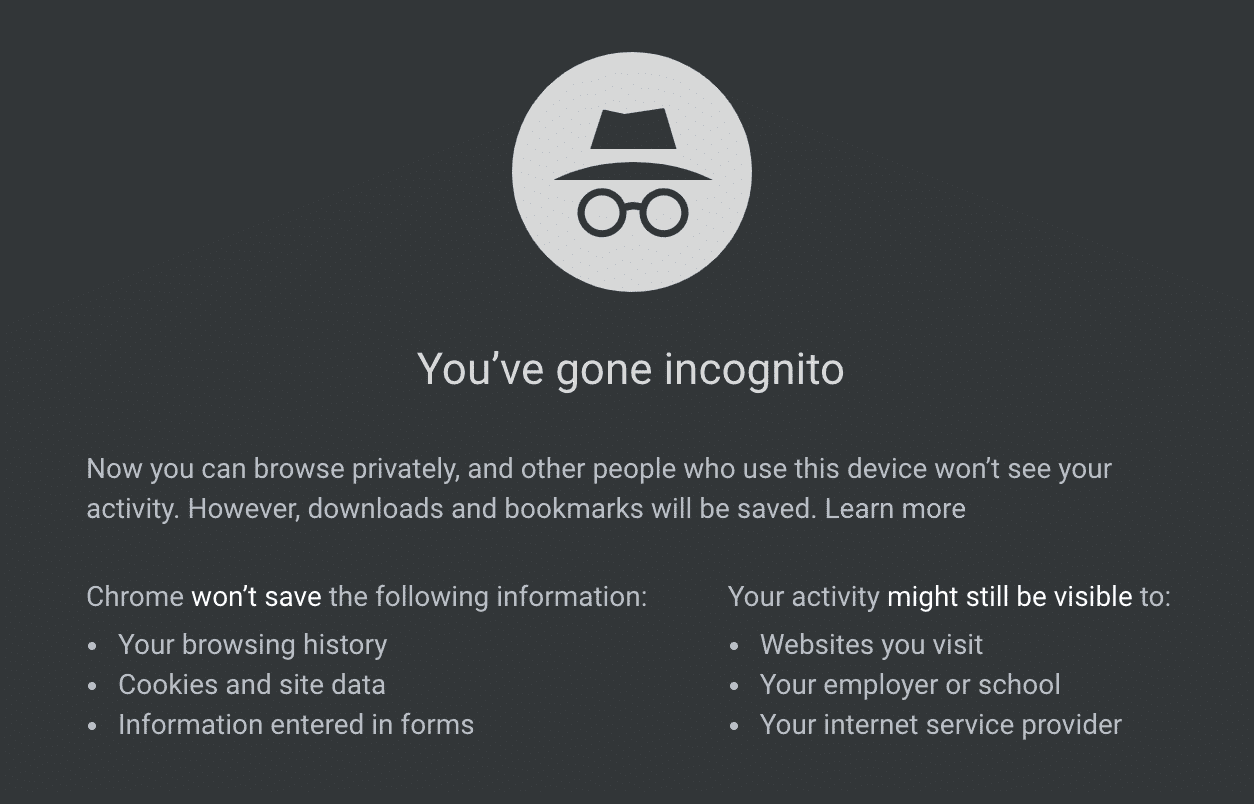 You’ve gone incognito
Now you can browse privately, and other people who use this device won’t see your
activity. However, downloads and bookmarks will be saved. Learn more
Chrome won’t save the following information:
• Your browsing history
• Cookies and site data
• Information entered in forms
Your activity might still be visible to:
• Websites you visit
• Your employer or school
• Your internet service provider